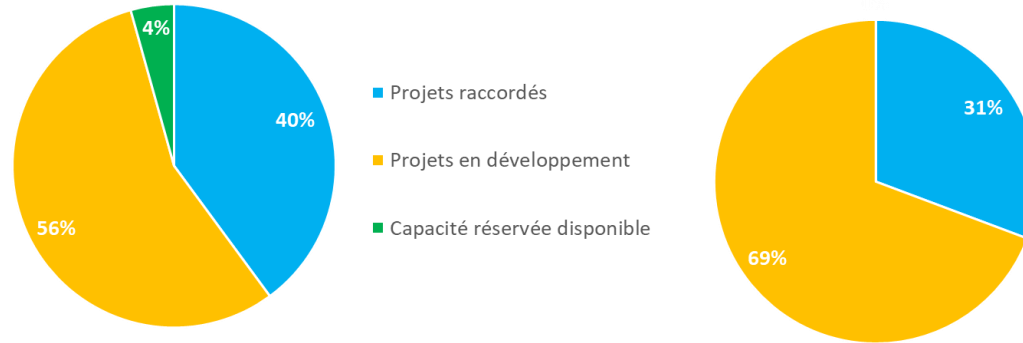 4%
40%
56%
Projets raccordés
Projets en développement
Capacité réservée disponible
31%
69%